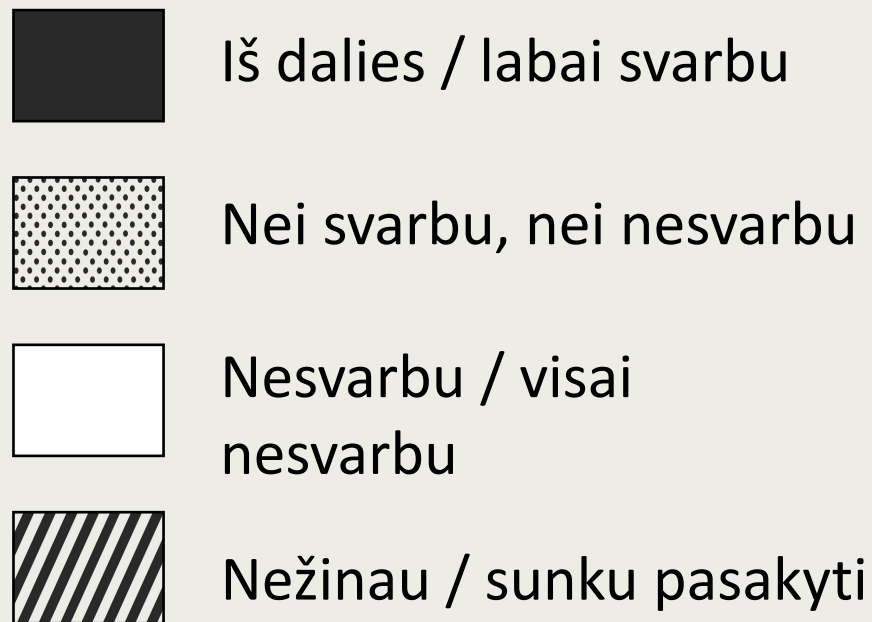 Iš dalies / labai svarbu
Nei svarbu, nei nesvarbu
Nesvarbu / visai
nesvarbu
Nežinau / sunku pasakyti